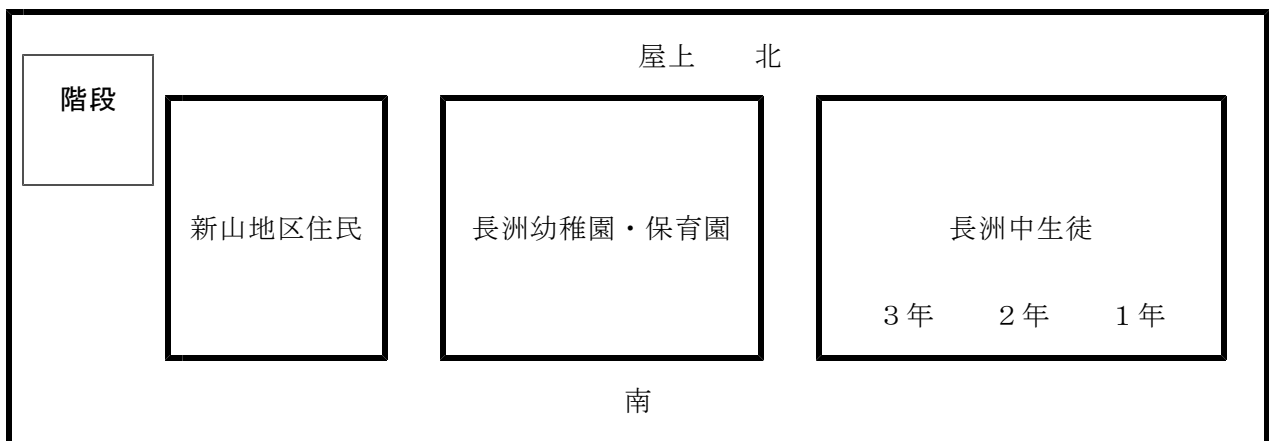 屋上　　北
階段
新山地区住民
長洲幼稚園・保育園
長洲中生徒
３年　　２年　　１年
南